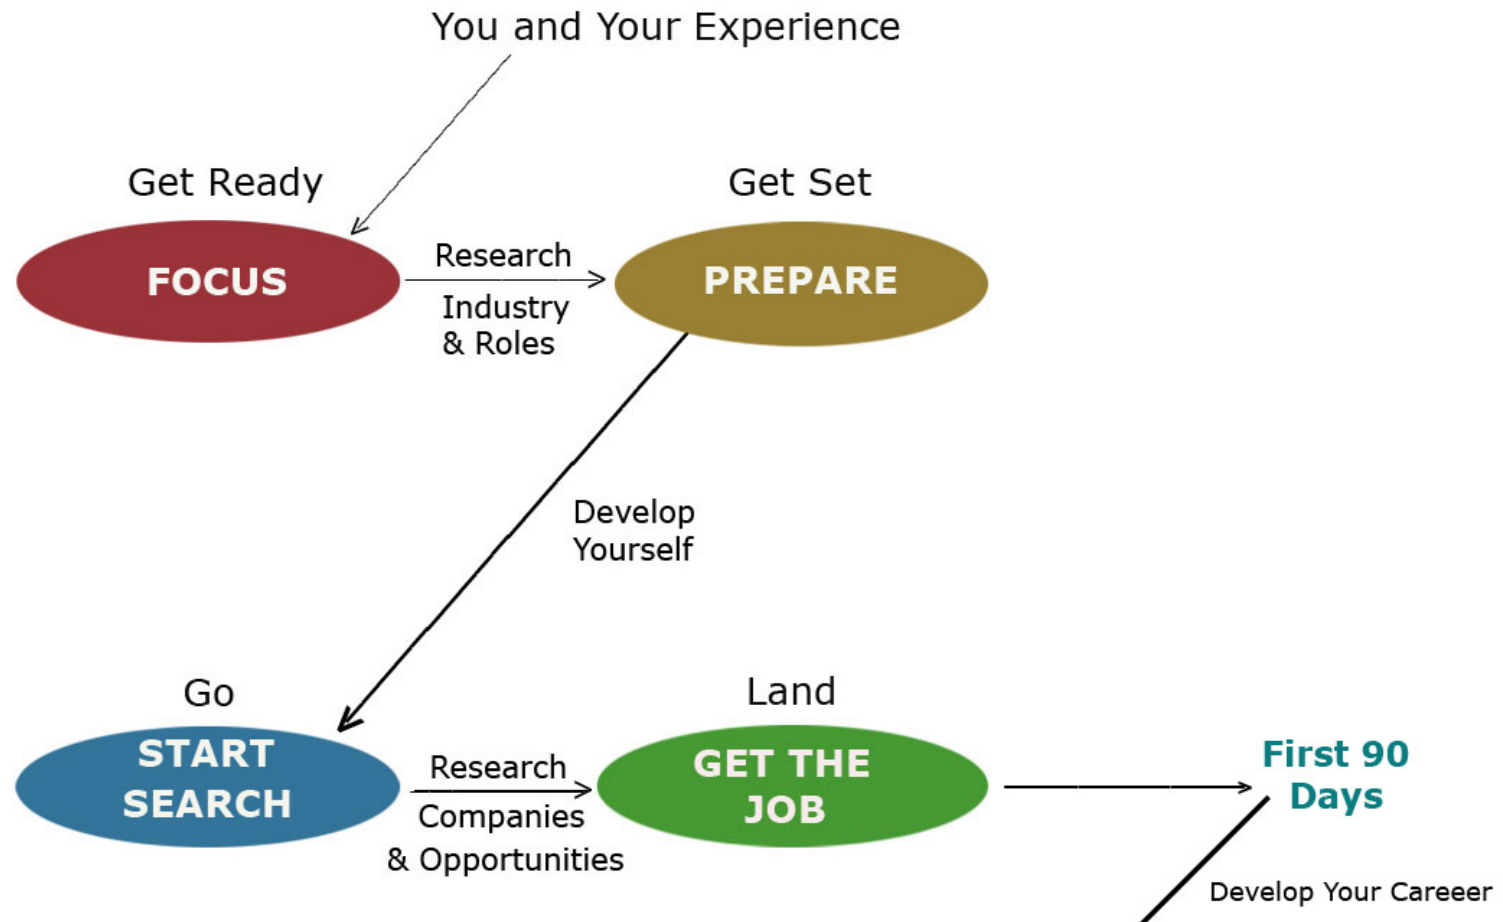 You and Your Experience
Get Ready
Get Set
FOCUS
Research
Industry
& Roles
PREPARE
Develop
Yourself
Go
Land
START
SEARCH
Research
Companies
& Opportunities
GET THE
JOB
First 90
Days
Develop Your Careeer